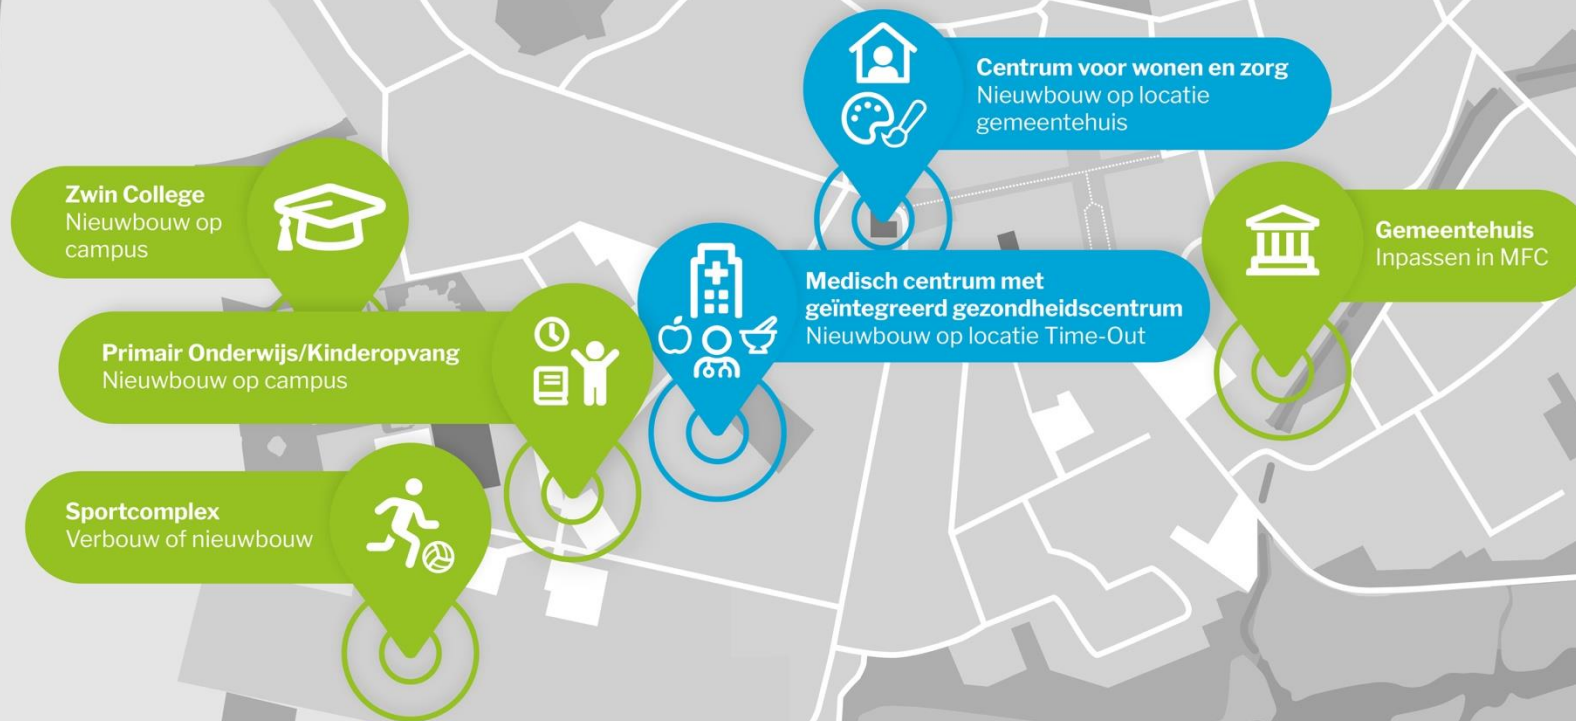 Centrum voor wonen en zorg
Nieuwbouw op locatie
gemeentehuis
Zwin College
Nieuwbouw op
campus
Gemeentehuis
Inpassen in MFC
Medisch centrum met
geïntegreerd gezondheidscentrum
Nieuwbouw op locatie Time-Out
Primair Onderwijs/Kinderopvang
Nieuwbouw op campus
Sportcomplex
Verbouw of nieuwbouw